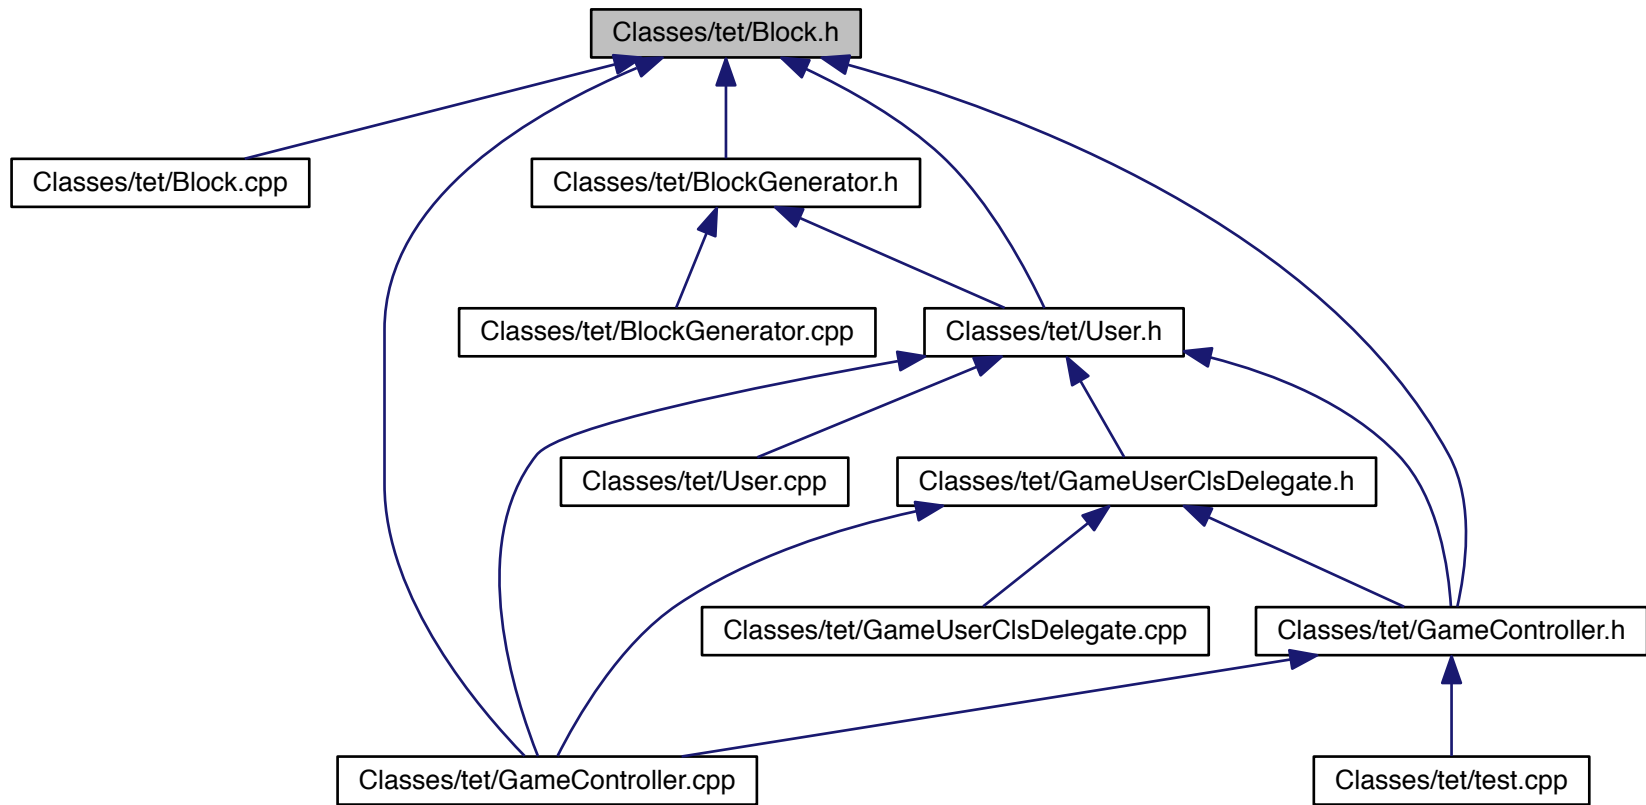 Classes/tet/Block.h
Classes/tet/Block.cpp
Classes/tet/BlockGenerator.h
Classes/tet/BlockGenerator.cpp
Classes/tet/User.h
Classes/tet/User.cpp
Classes/tet/GameUserClsDelegate.h
Classes/tet/GameUserClsDelegate.cpp
Classes/tet/GameController.h
Classes/tet/GameController.cpp
Classes/tet/test.cpp